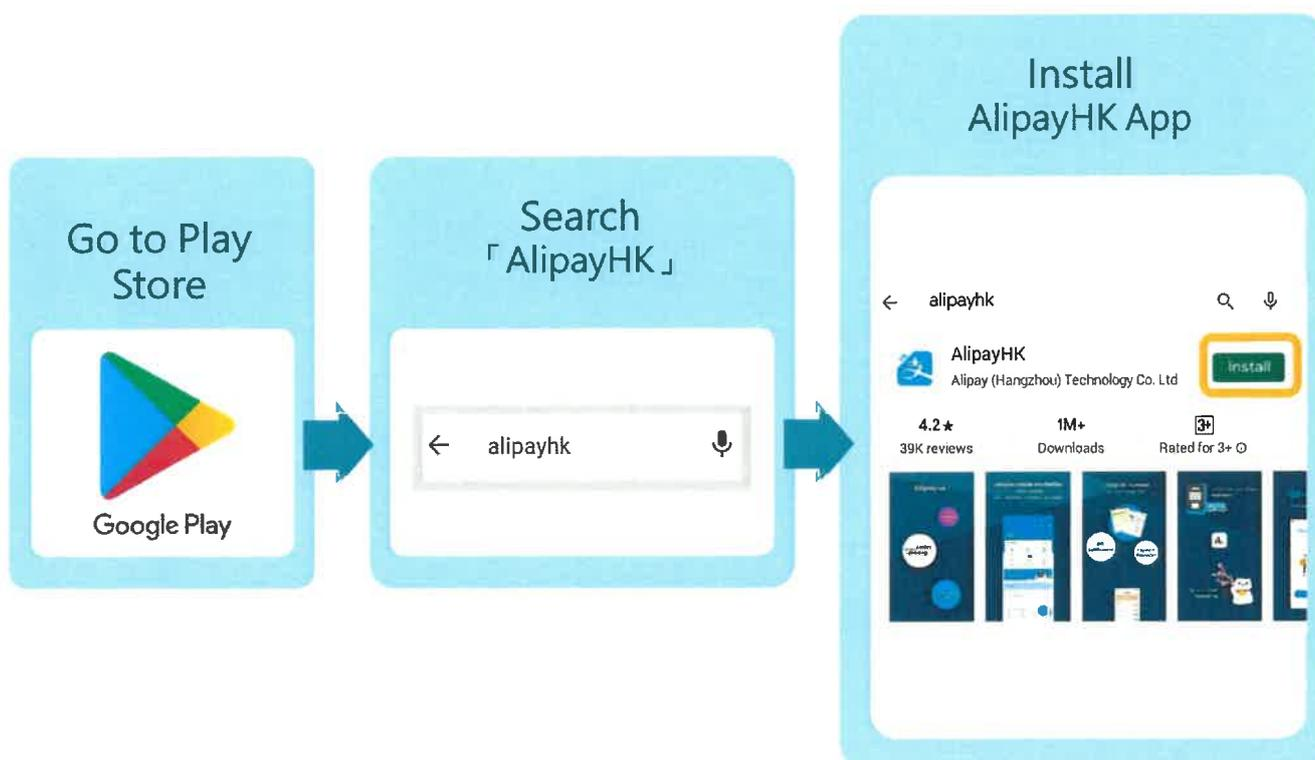 Go to Play
Store
Google Play
Search
「AlipayHK」
alipayhk
Install
AlipayHK App
alipayhk
AlipayHK
Alipay (Hangzhou) Technology Co. Ltd
Install
4.2★
39K reviews
1M+
Downloads
3+
Rated for 3+